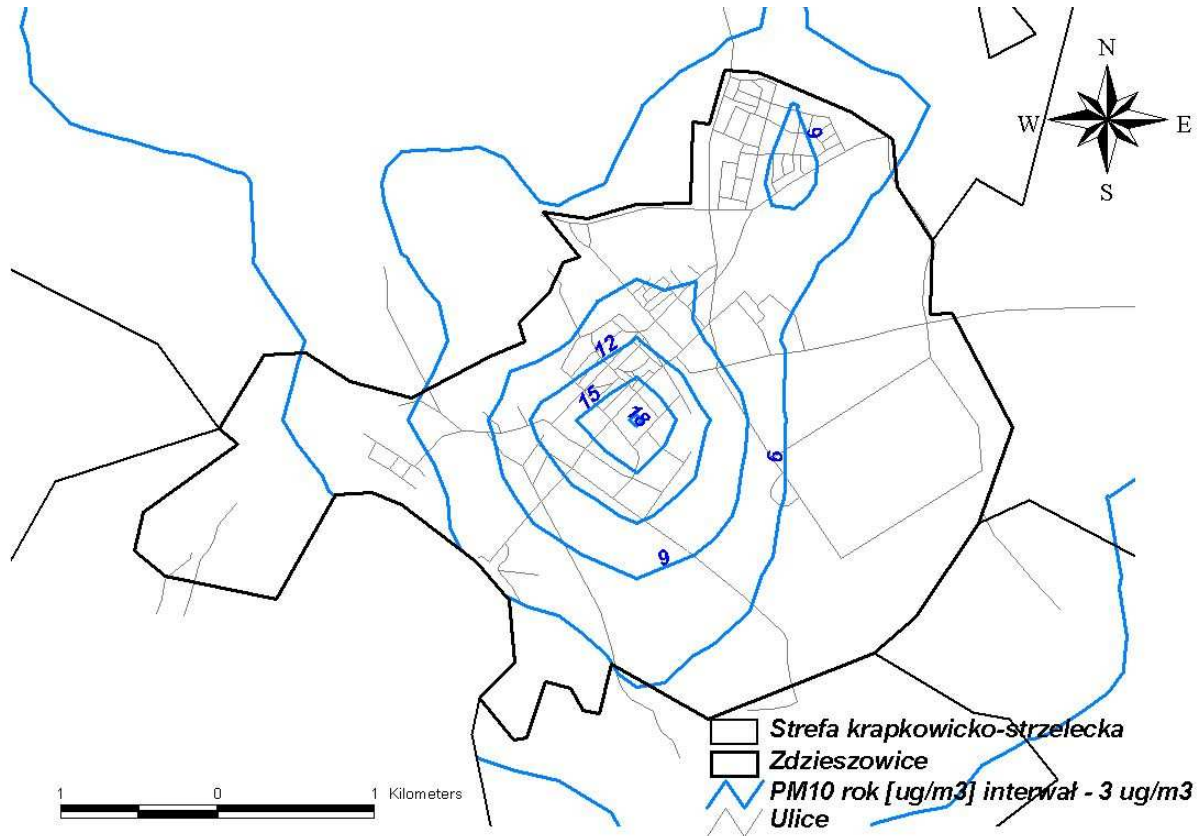 N
W E
S
9
12
15
18
6
9
Strefa krapkowicko-strzelecka
Zdzieszowice
PM10 rok [ug/m3] interwał - 3 ug/m3
Ulice
1 0 1 Kilometers